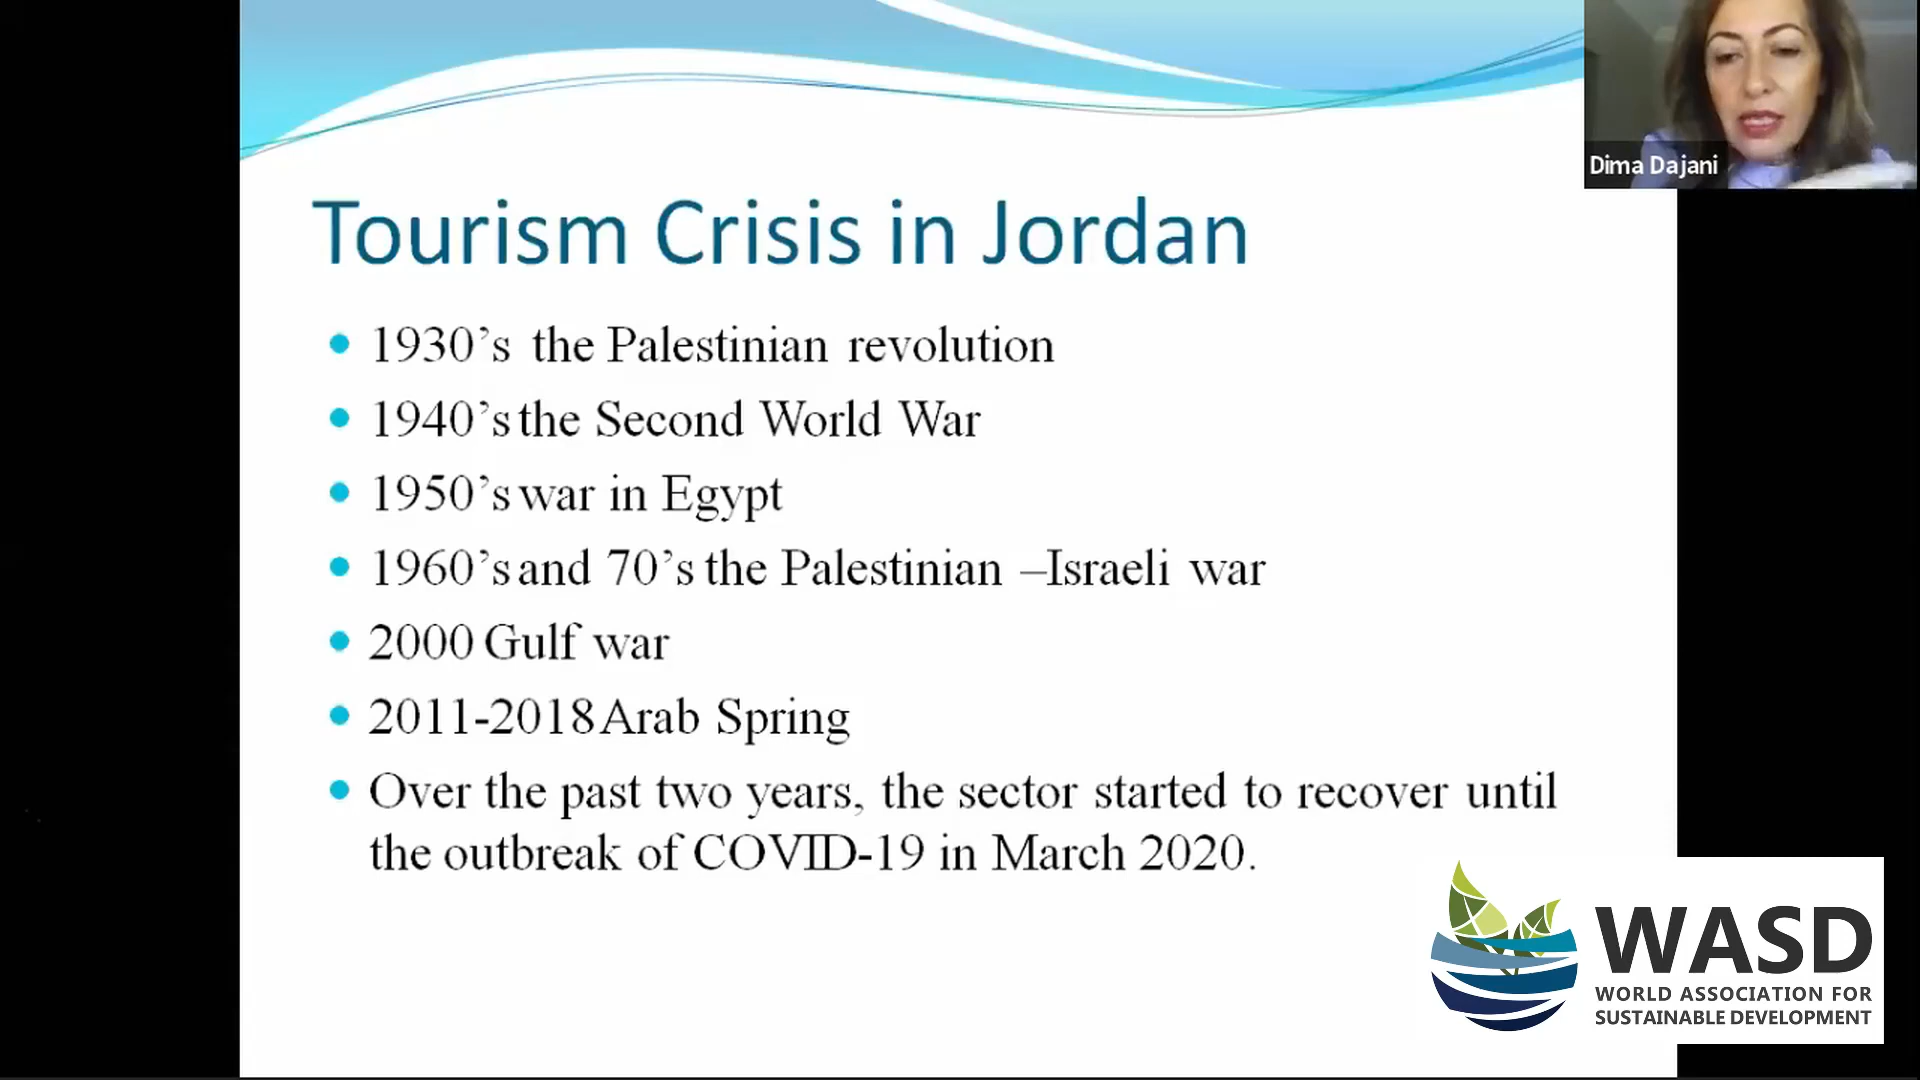 Dima Dajani
Tourism Crisis in Jordan
1930's the Palestinian revolution
1940's the Second World War
1950's war in Egypt
1960's and 70's the Palestinian –Israeli war
2000 Gulf war
2011-2018 Arab Spring
Over the past two years, the sector started to recover until
the outbreak of COVID-19 in March 2020.
WASD
WORLD ASSOCIATION FOR
SUSTAINABLE DEVELOPMENT